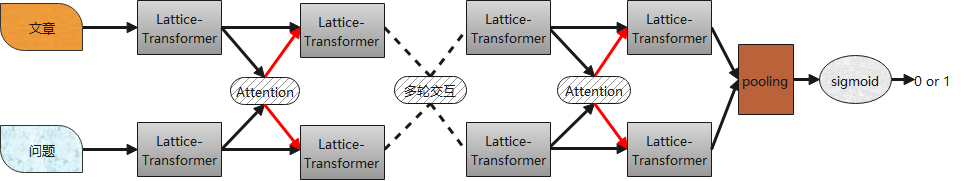 文章
Lattice-
Transformer
Lattice-
Transformer
Lattice-
Transformer
Lattice-
Transformer
Attention
多轮交互
Attention
pooling
sigmoid
0 or 1
问题
Lattice-
Transformer
Lattice-
Transformer
Lattice-
Transformer
Lattice-
Transformer